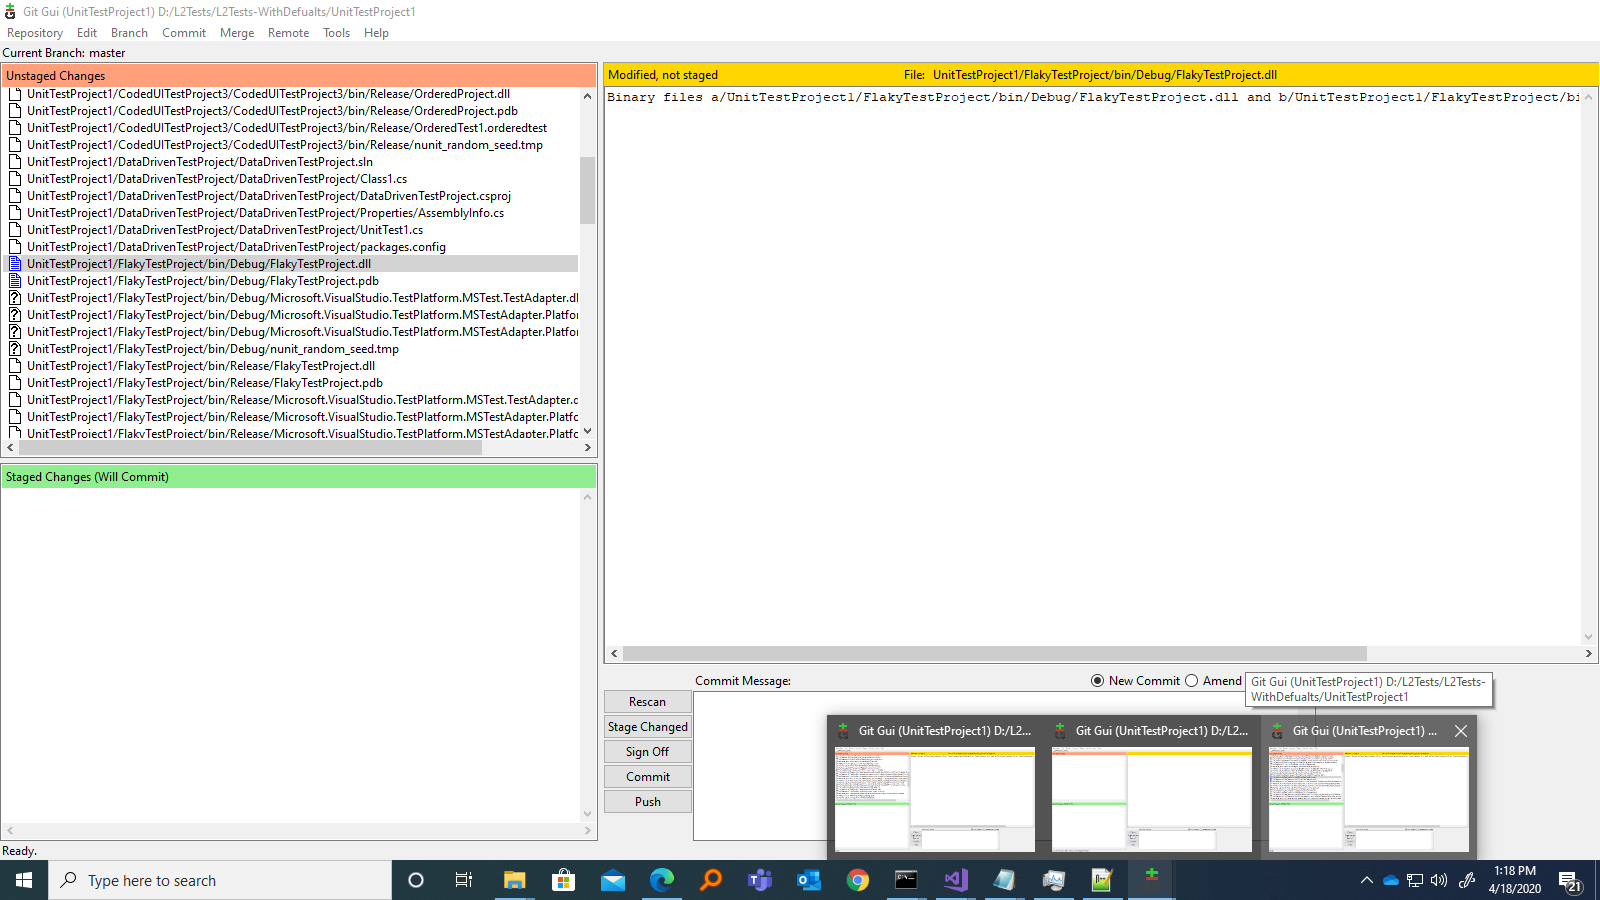 Git Gui (UnitTestProject1) D:/L2Tests/L2Tests-WithDefualts/UnitTestProject1
Repository Edit Branch Commit Merge Remote Tools Help
Current Branch: master
Unstaged Changes
UnitTestProject1/CodedUITestProject3/CodedUITestProject3/bin/Release/OrderedProject.dll
UnitTestProject1/CodedUITestProject3/CodedUITestProject3/bin/Release/OrderedProject.pdb
UnitTestProject1/CodedUITestProject3/CodedUITestProject3/bin/Release/OrderedTest1.orderedtest
UnitTestProject1/CodedUITestProject3/CodedUITestProject3/bin/Release/nunit_random_seed.tmp
UnitTestProject1/DataDrivenTestProject/DataDrivenTestProject.sln
UnitTestProject1/DataDrivenTestProject/DataDrivenTestProject/Class1.cs
UnitTestProject1/DataDrivenTestProject/DataDrivenTestProject/DataDrivenTestProject.csproj
UnitTestProject1/DataDrivenTestProject/DataDrivenTestProject/Properties/AssemblyInfo.cs
UnitTestProject1/DataDrivenTestProject/DataDrivenTestProject/UnitTest1.cs
UnitTestProject1/DataDrivenTestProject/DataDrivenTestProject/packages.config
UnitTestProject1/FlakyTestProject/bin/Debug/FlakyTestProject.dll
UnitTestProject1/FlakyTestProject/bin/Debug/FlakyTestProject.pdb
UnitTestProject1/FlakyTestProject/bin/Debug/Microsoft.VisualStudio.TestPlatform.MSTest.TestAdapter.dl
UnitTestProject1/FlakyTestProject/bin/Debug/Microsoft.VisualStudio.TestPlatform.MSTestAdapter.Platfor
UnitTestProject1/FlakyTestProject/bin/Debug/Microsoft.VisualStudio.TestPlatform.MSTestAdapter.Platfor
UnitTestProject1/FlakyTestProject/bin/Debug/nunit_random_seed.tmp
UnitTestProject1/FlakyTestProject/bin/Release/FlakyTestProject.dll
UnitTestProject1/FlakyTestProject/bin/Release/FlakyTestProject.pdb
UnitTestProject1/FlakyTestProject/bin/Release/Microsoft.VisualStudio.TestPlatform.MSTest.TestAdapter.d
UnitTestProject1/FlakyTestProject/bin/Release/Microsoft.VisualStudio.TestPlatform.MSTestAdapter.Platfo
UnitTestProject1/FlakyTestProject/bin/Release/Microsoft.VisualStudio.TestPlatform.MSTestAdapter.Platfo
Staged Changes (Will Commit)
Modified, not staged File: UnitTestProject1/FlakyTestProject/bin/Debug/FlakyTestProject.dll
Binary files a/UnitTestProject1/FlakyTestProject/bin/Debug/FlakyTestProject.dll and b/UnitTestProject1/FlakyTestProject/bi
Commit Message: New Commit Amend
Rescan
Stage Changed
Sign Off
Commit
Push
Git Gui (UnitTestProject1) D:/L2Tests/L2Tests-
WithDefualts/UnitTestProject1
Git Gui (UnitTestProject1) D:/L2... Git Gui (UnitTestProject1) D:/L2... Git Gui (UnitTestProject1) ...
Ready.
Type here to search
1:18 PM
4/18/2020
21